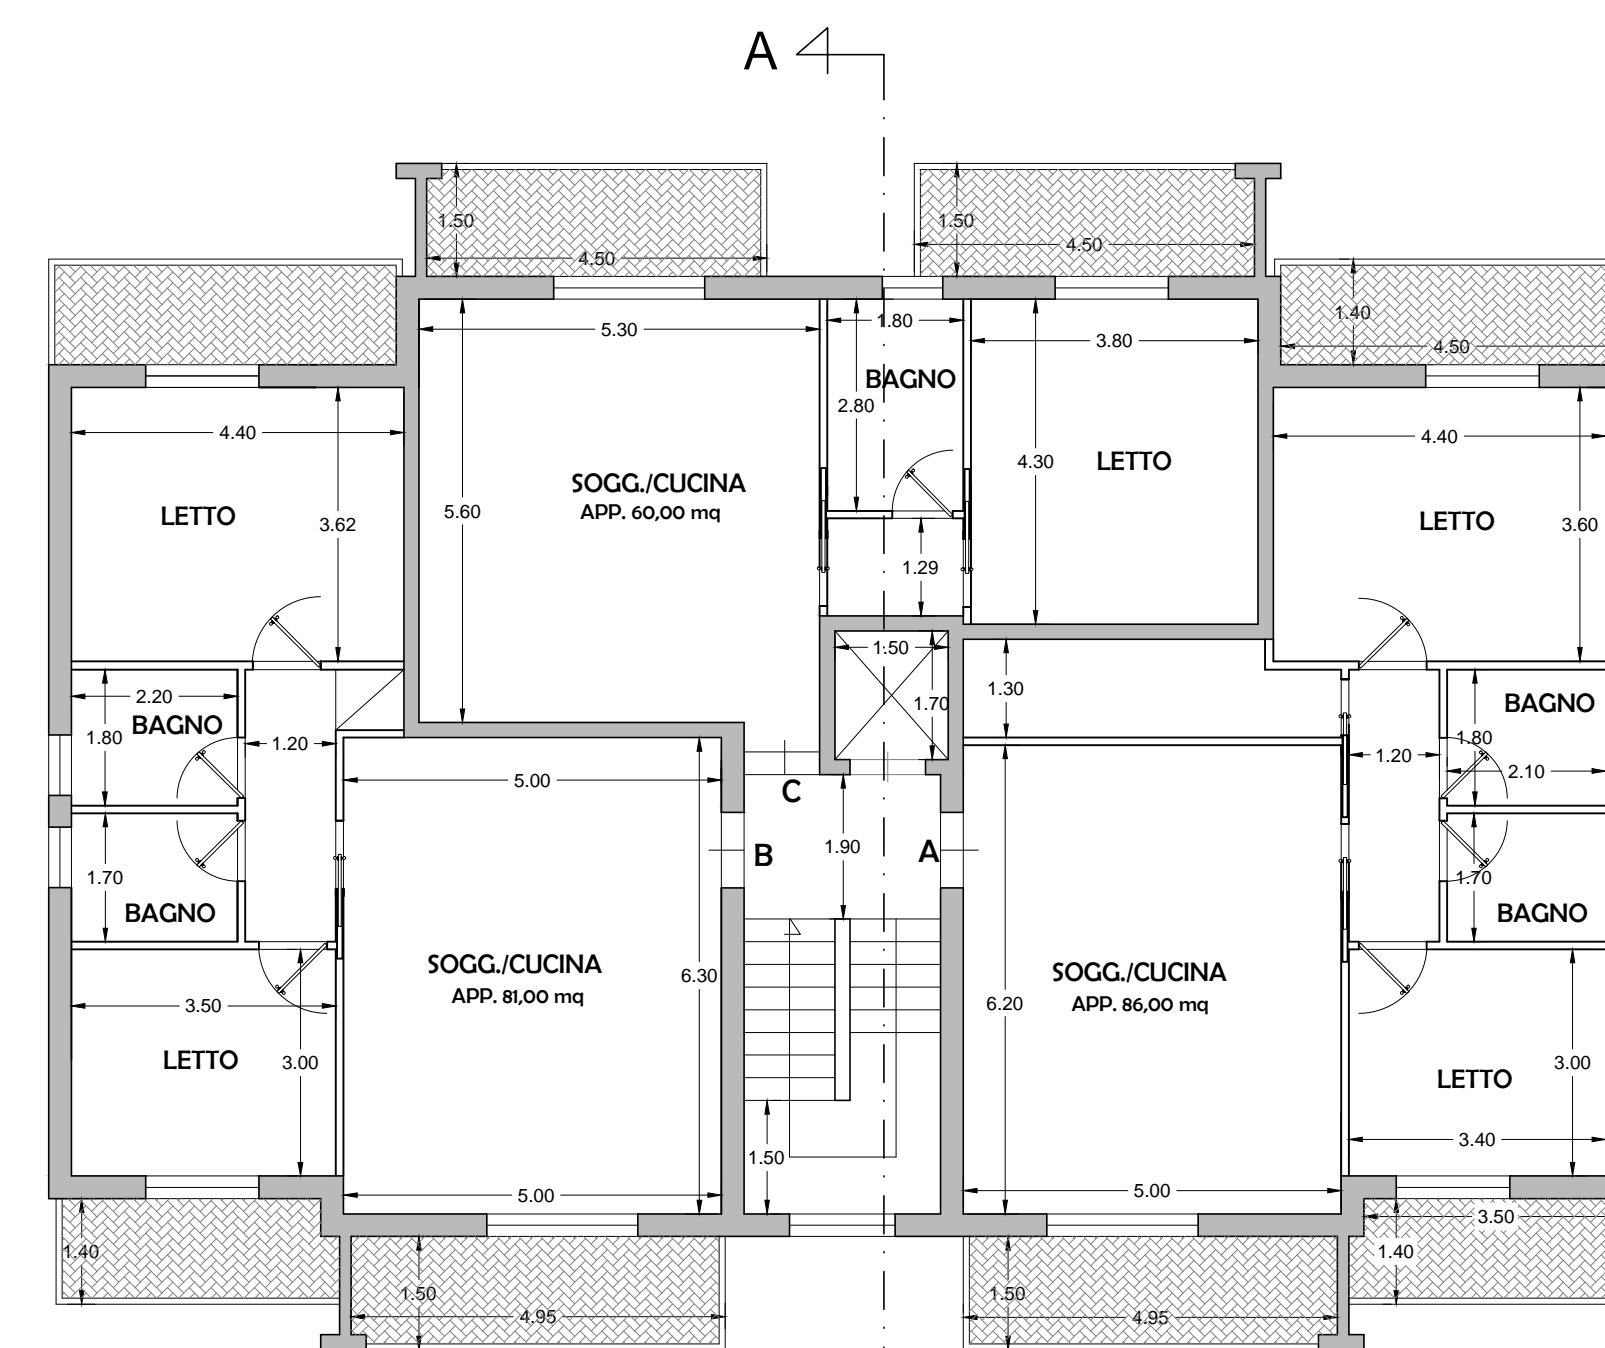 A
1.50
4.50
1.50
4.50
1.40
4.50
5.30
1.80
3.80
BAGNO
2.80
4.40
4.40
LETTO
4.30
SOGG./CUCINA
APP. 60,00 mq
5.60
LETTO
3.62
LETTO
3.60
1.29
1.50
1.30
1.70
2.20
BAGNO
1.80
1.20
BAGNO
1.80
1.20
2.10
5.00
C
B
1.90
A
1.70
BAGNO
1.70
BAGNO
SOGG./CUCINA
APP. 81,00 mq
6.30
SOGG./CUCINA
APP. 86,00 mq
6.20
3.50
LETTO
3.00
3.00
LETTO
3.40
1.50
5.00
5.00
3.50
1.40
1.40
1.50
4.95
1.50
4.95